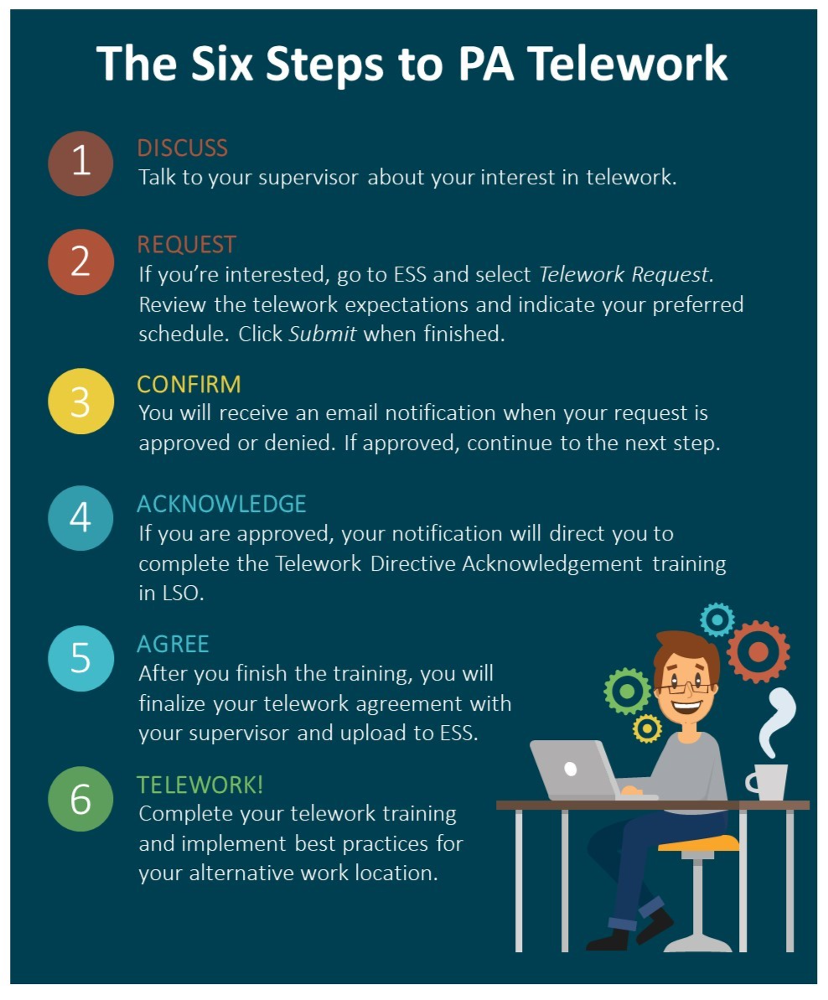 The Six Steps to PA Telework
1
DISCUSS
Talk to your supervisor about your interest in telework.
2
REQUEST
If you’re interested, go to ESS and select Telework Request.
Review the telework expectations and indicate your preferred
schedule. Click Submit when finished.
3
CONFIRM
You will receive an email notification when your request is
approved or denied. If approved, continue to the next step.
4
ACKNOWLEDGE
If you are approved, your notification will direct you to
complete the Telework Directive Acknowledgement training
in LSO.
5
AGREE
After you finish the training, you will
finalize your telework agreement with
your supervisor and upload to ESS.
6
TELEWORK!
Complete your telework training
and implement best practices for
your alternative work location.